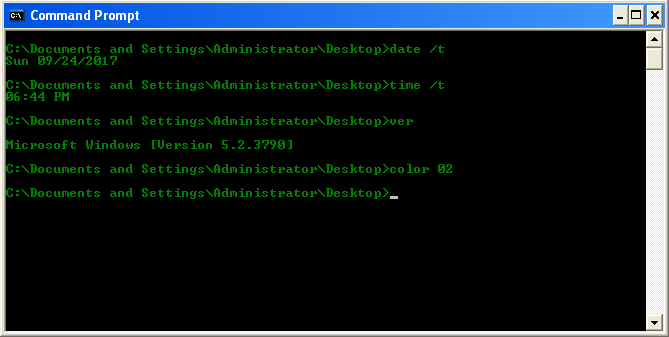 Command Prompt
C:\Documents and Settings\Administrator\Desktop>date /t
Sun 09/24/2017
C:\Documents and Settings\Administrator\Desktop>time /t
06:44 PM
C:\Documents and Settings\Administrator\Desktop>ver
Microsoft Windows [Version 5.2.3790]
C:\Documents and Settings\Administrator\Desktop>color 02
C:\Documents and Settings\Administrator\Desktop>